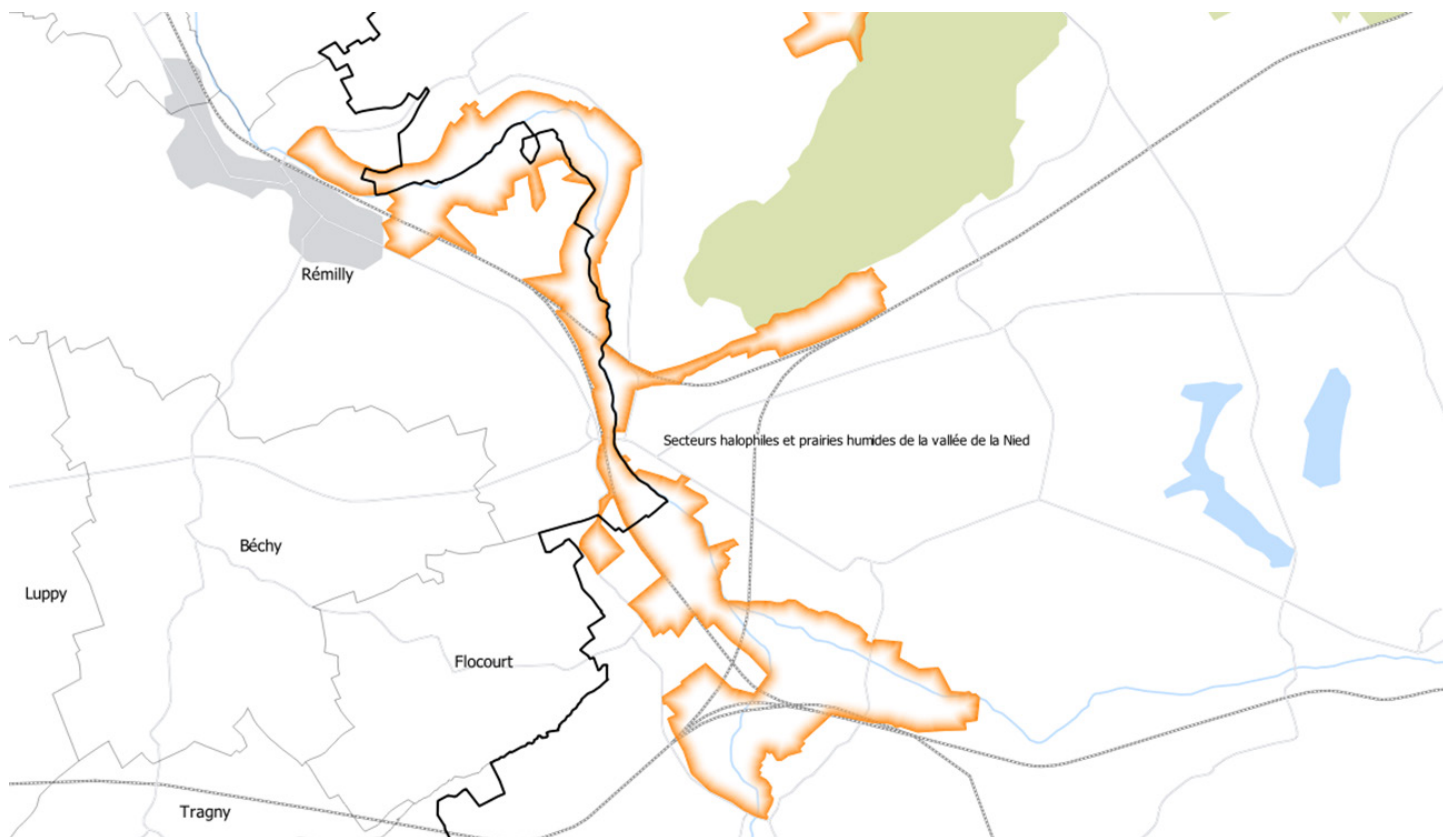 Rémilly
Secteurs halophiles et prairies humides de la vallée de la Nied
Béchy
Luppy
Flocourt
Tragny